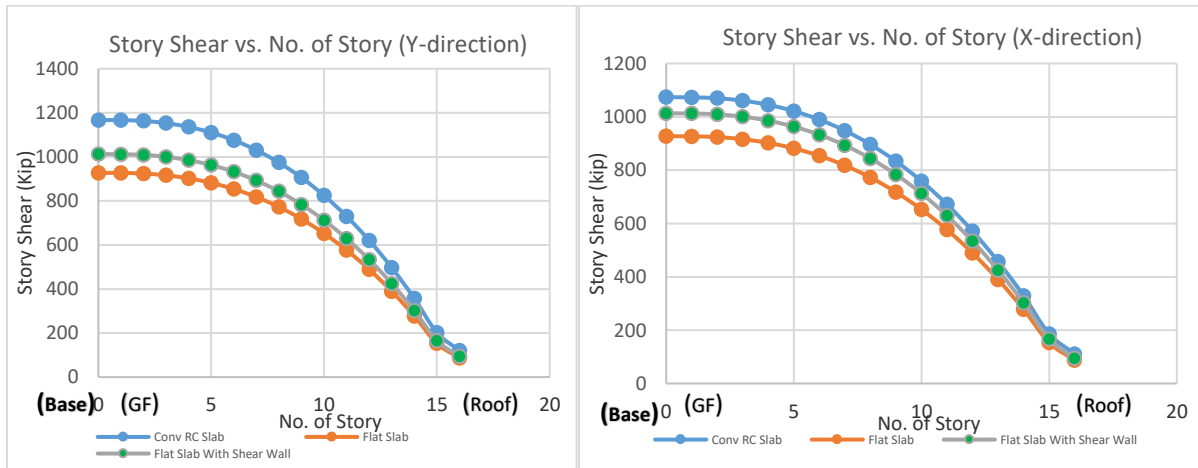 Story Shear vs. No. of Story (Y-direction)
Story Shear (Kip)
1400
1200
1000
800
600
400
200
0
(Base) 0 (GF) 5 10 15 (Roof) 20
No. of Story
Conv RC Slab Flat Slab
Flat Slab With Shear Wall
Story Shear vs. No. of Story (X-direction)
Story Shear (kip)
1200
1000
800
600
400
200
0
(Base) 0 (GF) 5 10 15 (Roof) 20
No. of Story
Conv RC Slab Flat Slab Flat Slab With Shear Wall